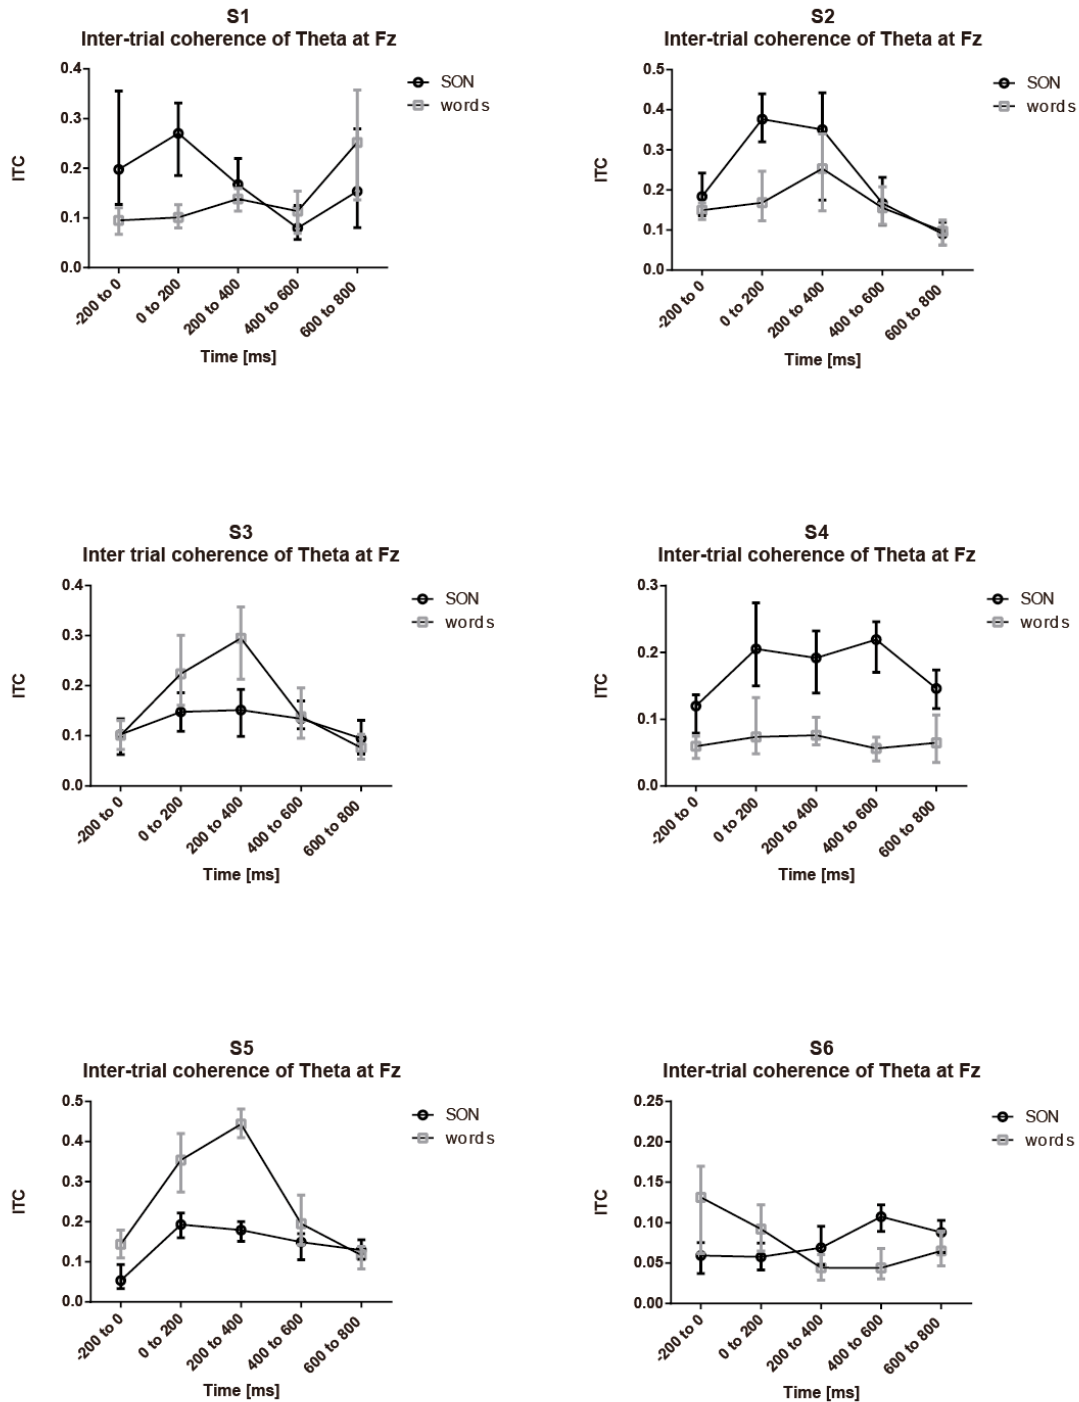 S1
Inter-trial coherence of Theta at Fz
0.4
0.3
0.2
0.1
0.0
ITC
SON
words
-200 to 0
0 to 200
200 to 400
400 to 600
600 to 800
Time [ms]
S2
Inter-trial coherence of Theta at Fz
0.5
0.4
0.3
0.2
0.1
0.0
ITC
SON
words
-200 to 0
0 to 200
200 to 400
400 to 600
600 to 800
Time [ms]
S3
Inter trial coherence of Theta at Fz
0.4
0.3
0.2
0.1
0.0
ITC
SON
words
-200 to 0
0 to 200
200 to 400
400 to 600
600 to 800
Time [ms]
S4
Inter-trial coherence of Theta at Fz
0.3
0.2
0.1
0.0
ITC
SON
words
-200 to 0
0 to 200
200 to 400
400 to 600
600 to 800
Time [ms]
S5
Inter-trial coherence of Theta at Fz
0.5
0.4
0.3
0.2
0.1
0.0
ITC
SON
words
-200 to 0
0 to 200
200 to 400
400 to 600
600 to 800
Time [ms]
S6
Inter-trial coherence of Theta at Fz
0.25
0.20
0.15
0.10
0.05
0.00
ITC
SON
words
-200 to 0
0 to 200
200 to 400
400 to 600
600 to 800
Time [ms]